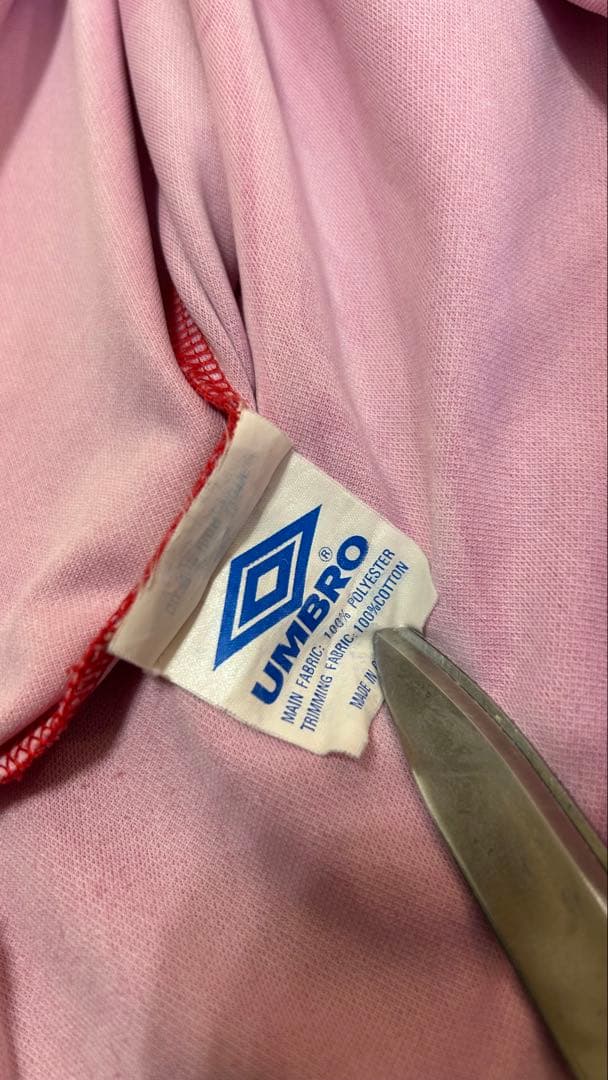 UMBRO®
MAIN FABRIC: 100% POLYESTER
TRIMMING FABRIC: 100%COTTON
MADE IN